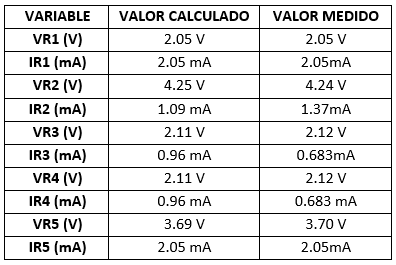 VARIABLE VALOR CALCULADO VALOR MEDIDO
VR1 (V) 2.05 V 2.05 V
IR1 (mA) 2.05 mA 2.05mA
VR2 (V) 4.25 V 4.24 V
IR2 (mA) 1.09 mA 1.37mA
VR3 (V) 2.11 V 2.12 V
IR3 (mA) 0.96 mA 0.683mA
VR4 (V) 2.11 V 2.12 V
IR4 (mA) 0.96 mA 0.683 mA
VR5 (V) 3.69 V 3.70 V
IR5 (mA) 2.05 mA 2.05mA